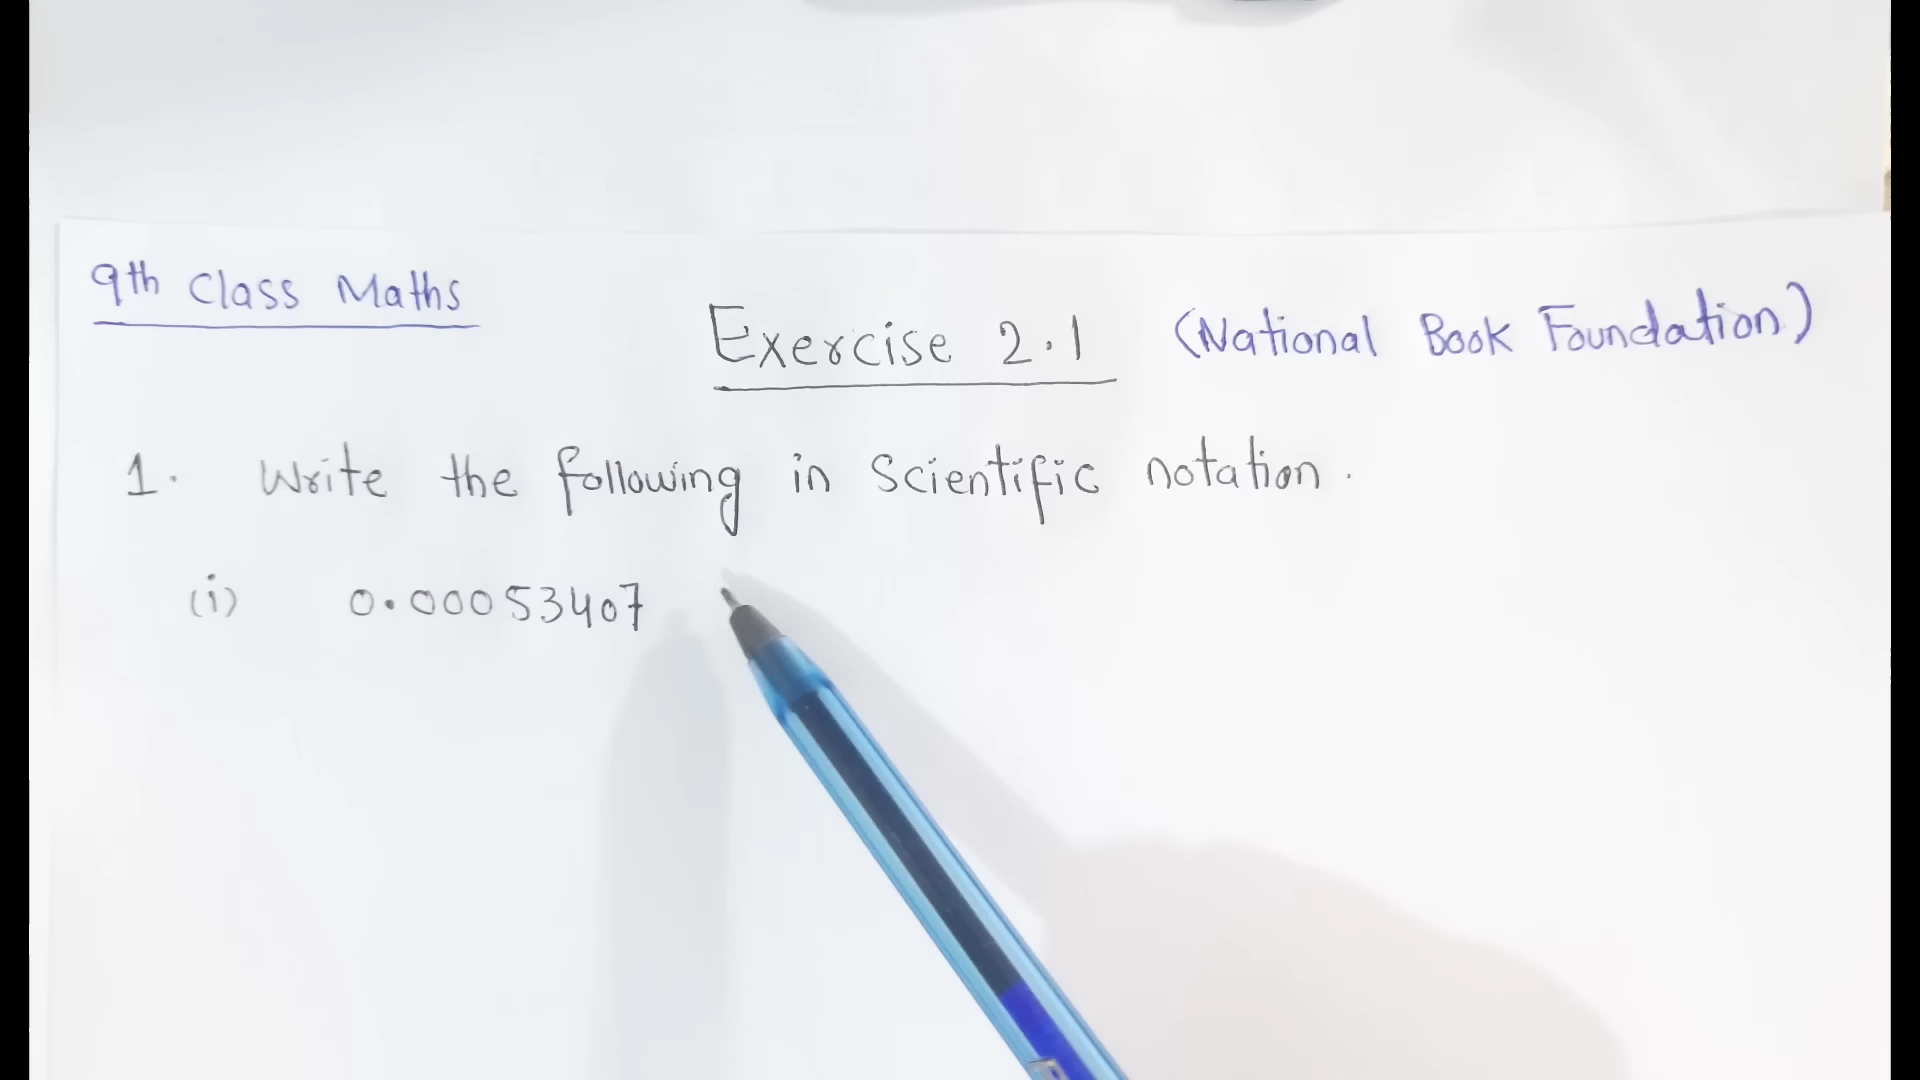 9th Class Maths
Exercise 2.1 (National Book Foundation)
1. Write the following in Scientific notation.
(i) 0.00053407